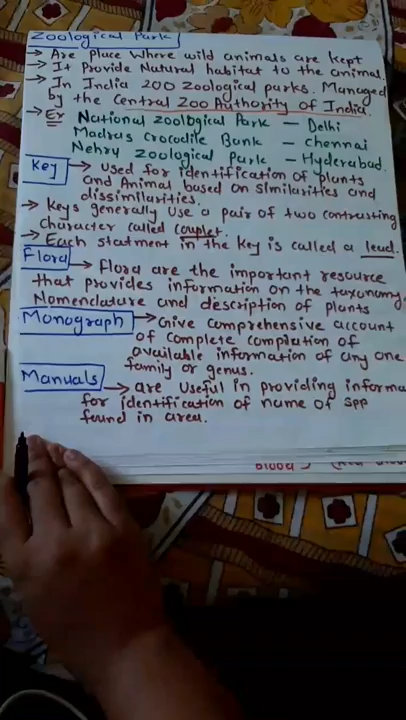 Zoological Park
→ Are Place where wild animals are kept
→ It Provide Natural habitat to the animal.
→ In India 200 zoological parks. Managed
by the Central Zoo Authority of India.
→ Ex National zoological Park — Delhi
Madras Crocodile Bank — Chennai
Nehry Zoological Park — Hyderabad.
Key → Used for identification of plants
and Animal based on similarities and
dissimilarities.
→ Keys generally use a pair of two contrasting
character called couplet.
→ Each statment in the key is called a lead.
Flora → Flora are the important resource
that provides information on the taxonomy,
Nomenclature and description of plants
Monograph → Give comprehensive account
of complete compilation of
available information of any one
family or genus.
Manuals → are useful in providing informa
for identification of name of spp
found in area.